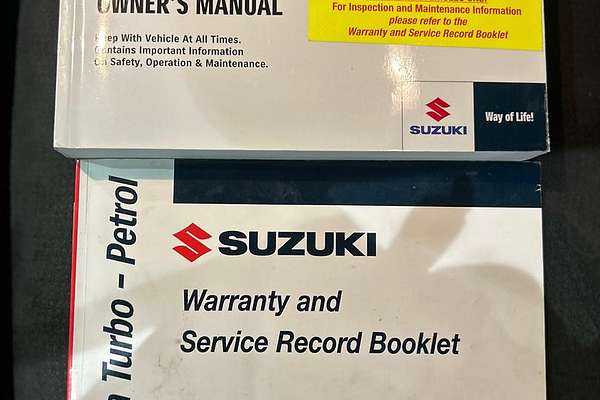 OWNER'S MANUAL
Keep With Vehicle At All Times.
Contains Important Information
On Safety, Operation & Maintenance.
For Inspection and Maintenance Information
please refer to the
Warranty and Service Record Booklet
SUZUKI
Way of Life!
Turbo - Petrol
SUZUKI
Warranty and
Service Record Booklet